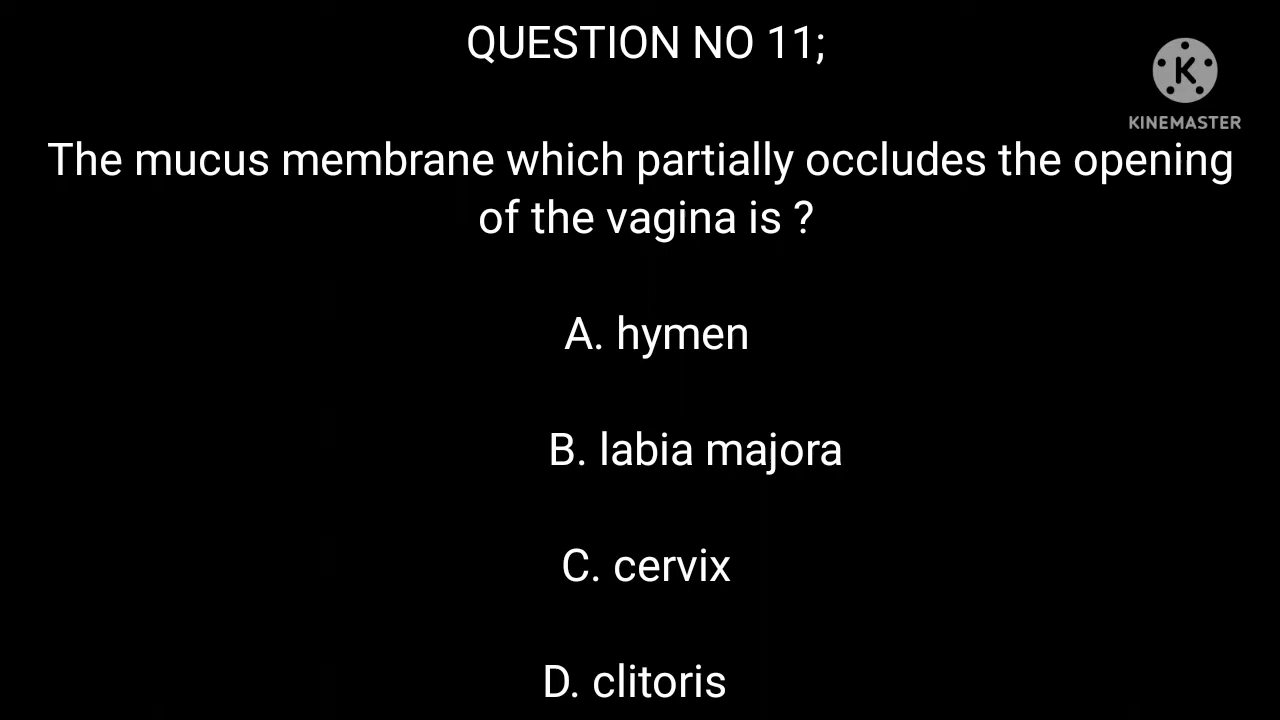 QUESTION NO 11;
K
KINEMASTER
The mucus membrane which partially occludes the opening
of the vagina is ?
A. hymen
B. labia majora
C. cervix
D. clitoris